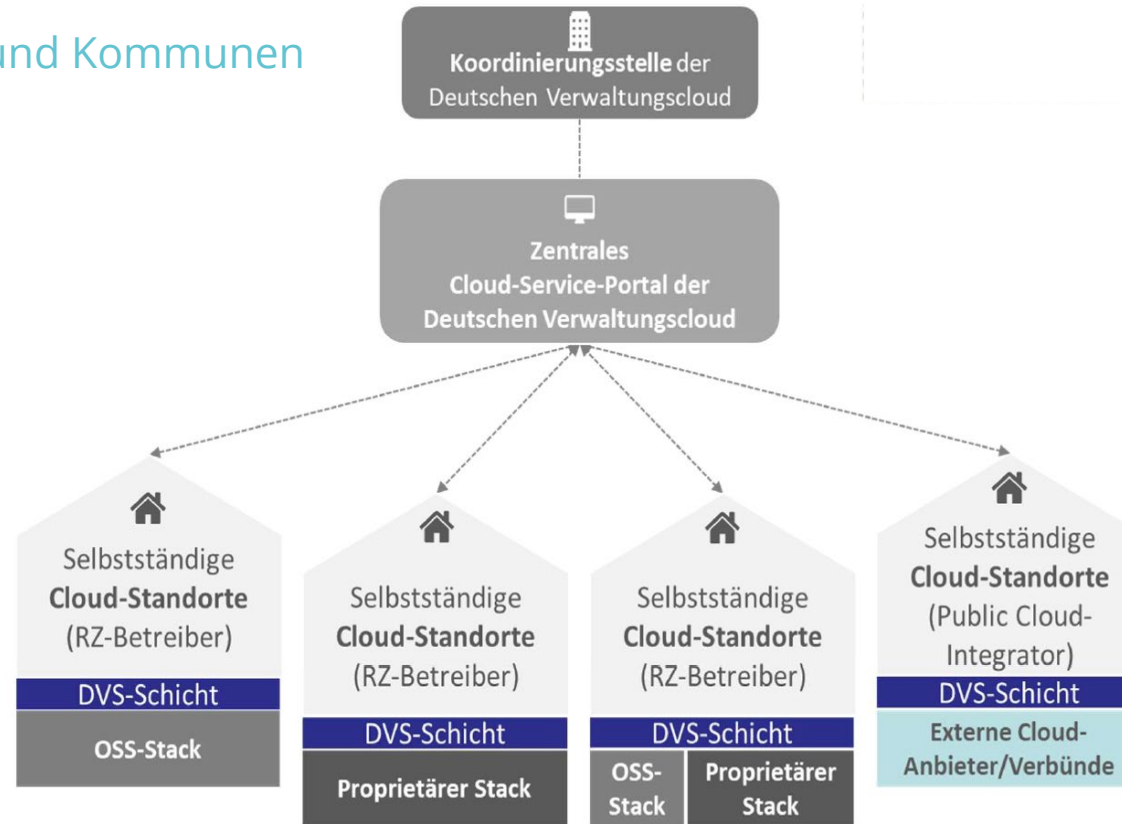 und Kommunen
Koordinierungsstelle der
Deutschen Verwaltungscloud
Zentrales
Cloud-Service-Portal der
Deutschen Verwaltungscloud
Selbstständige
Cloud-Standorte
(RZ-Betreiber)
DVS-Schicht
OSS-Stack
Selbstständige
Cloud-Standorte
(RZ-Betreiber)
DVS-Schicht
Proprietärer Stack
Selbstständige
Cloud-Standorte
(RZ-Betreiber)
DVS-Schicht
OSS-
Stack
Proprietärer
Stack
Selbstständige
Cloud-Standorte
(Public Cloud-
Integrator)
DVS-Schicht
Externe Cloud-
Anbieter/Verbünde